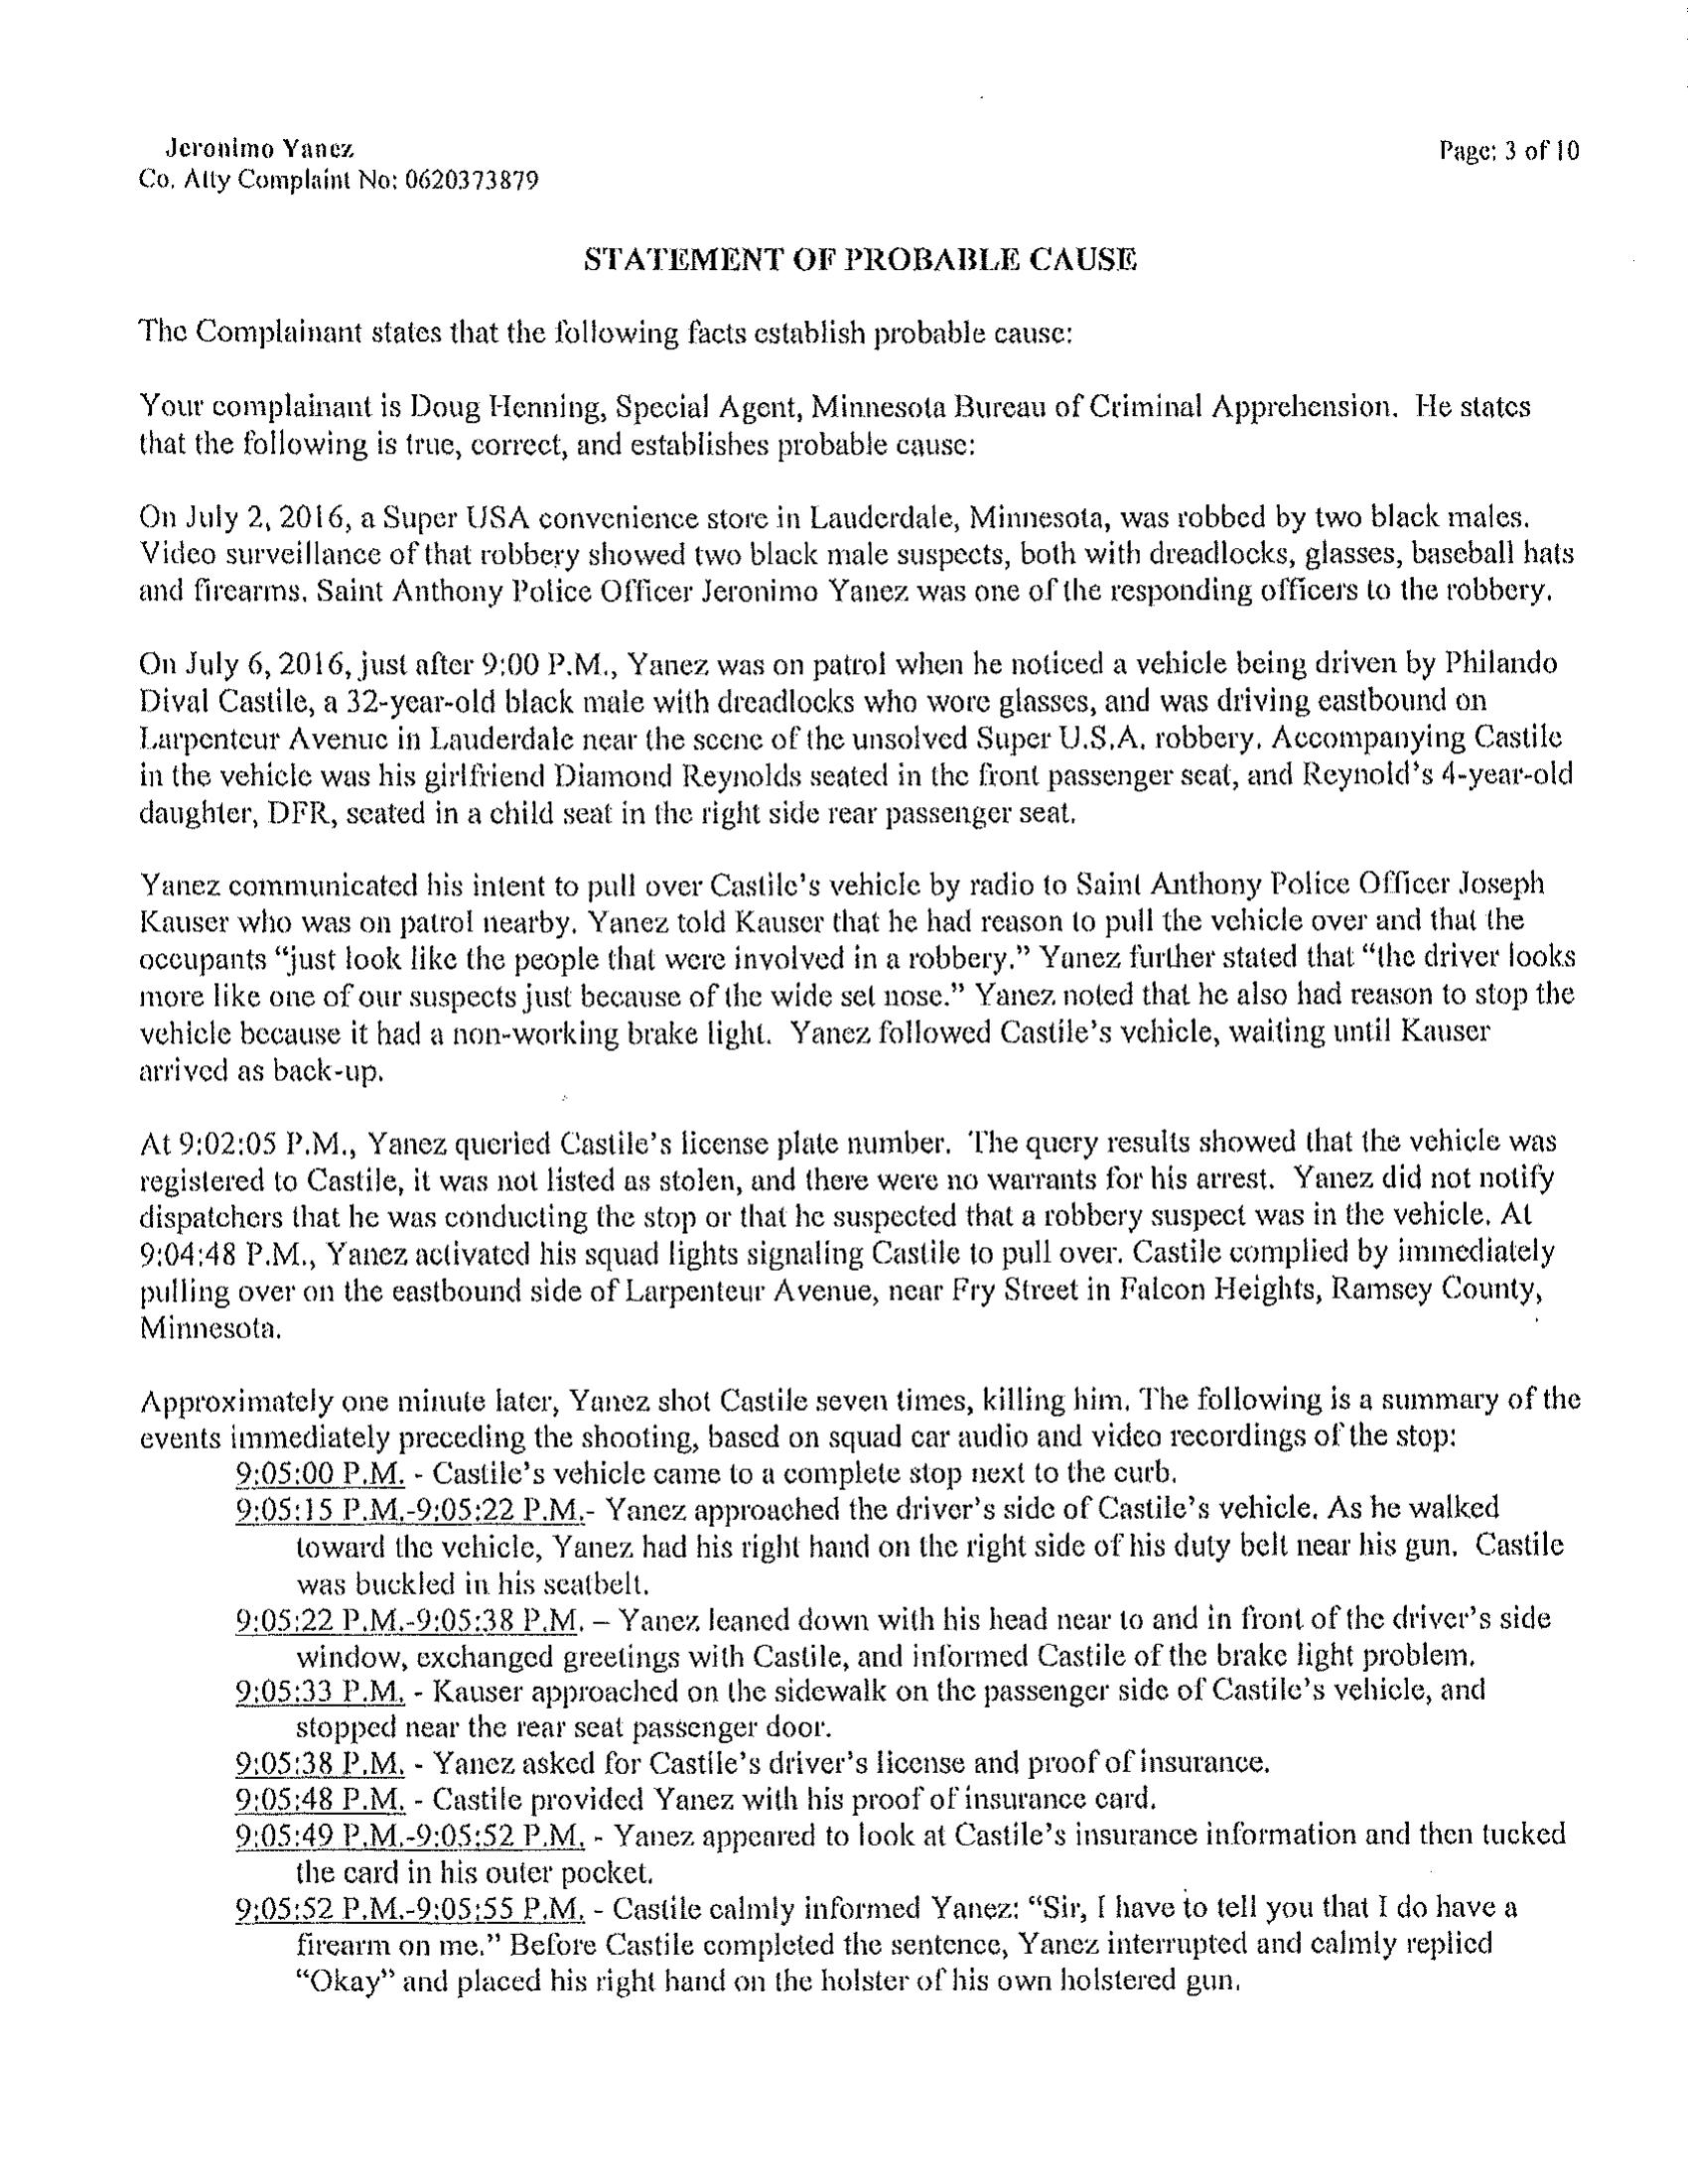 Jeronimo Yanez
Page: 3 of 10
Co. Atty Complaint No: 0620373879
STATEMENT OF PROBABLE CAUSE
The Complainant states that the following facts establish probable cause:
Your complainant is Doug Henning, Special Agent, Minnesota Bureau of Criminal Apprehension. He states
that the following is true, correct, and establishes probable cause:
On July 2, 2016, a Super USA convenience store in Lauderdale, Minnesota, was robbed by two black males.
Video surveillance of that robbery showed two black male suspects, both with dreadlocks, glasses, baseball hats
and firearms. Saint Anthony Police Officer Jeronimo Yanez was one of the responding officers to the robbery.
On July 6, 2016, just after 9:00 P.M., Yanez was on patrol when he noticed a vehicle being driven by Philando
Dival Castile, a 32-year-old black male with dreadlocks who wore glasses, and was driving eastbound on
Larpenteur Avenue in Lauderdale near the scene of the unsolved Super U.S.A. robbery. Accompanying Castile
in the vehicle was his girlfriend Diamond Reynolds seated in the front passenger seat, and Reynold's 4-year-old
daughter, DFR, seated in a child seat in the right side rear passenger seat.
Yanez communicated his intent to pull over Castile's vehicle by radio to Saint Anthony Police Officer Joseph
Kauser who was on patrol nearby. Yanez told Kauser that he had reason to pull the vehicle over and that the
occupants "just look like the people that were involved in a robbery." Yanez further stated that "the driver looks
more like one of our suspects just because of the wide set nose." Yanez noted that he also had reason to stop the
vehicle because it had a non-working brake light. Yanez followed Castile's vehicle, waiting until Kauser
arrived as back-up.
At 9:02:05 P.M., Yanez queried Castile's license plate number. The query results showed that the vehicle was
registered to Castile, it was not listed as stolen, and there were no warrants for his arrest. Yanez did not notify
dispatchers that he was conducting the stop or that he suspected that a robbery suspect was in the vehicle. At
9:04:48 P.M., Yanez activated his squad lights signaling Castile to pull over. Castile complied by immediately
pulling over on the eastbound side of Larpenteur Avenue, near Fry Street in Falcon Heights, Ramsey County,
Minnesota.
Approximately one minute later, Yanez shot Castile seven times, killing him. The following is a summary of the
events immediately preceding the shooting, based on squad car audio and video recordings of the stop:
9:05:00 P.M. - Castile's vehicle came to a complete stop next to the curb.
9:05:15 P.M.-9:05:22 P.M.- Yanez approached the driver's side of Castile's vehicle. As he walked
toward the vehicle, Yanez had his right hand on the right side of his duty belt near his gun. Castile
was buckled in his seatbelt.
9:05:22 P.M.-9:05:38 P.M. – Yanez leaned down with his head near to and in front of the driver's side
window, exchanged greetings with Castile, and informed Castile of the brake light problem.
9:05:33 P.M. - Kauser approached on the sidewalk on the passenger side of Castile's vehicle, and
stopped near the rear seat passenger door.
9:05:38 P.M. - Yanez asked for Castile's driver's license and proof of insurance.
9:05:48 P.M. - Castile provided Yanez with his proof of insurance card.
9:05:49 P.M.-9:05:52 P.M. - Yanez appeared to look at Castile's insurance information and then tucked
the card in his outer pocket.
9:05:52 P.M.-9:05:55 P.M. - Castile calmly informed Yanez: "Sir, I have to tell you that I do have a
firearm on me." Before Castile completed the sentence, Yanez interrupted and calmly replied
"Okay" and placed his right hand on the holster of his own holstered gun.